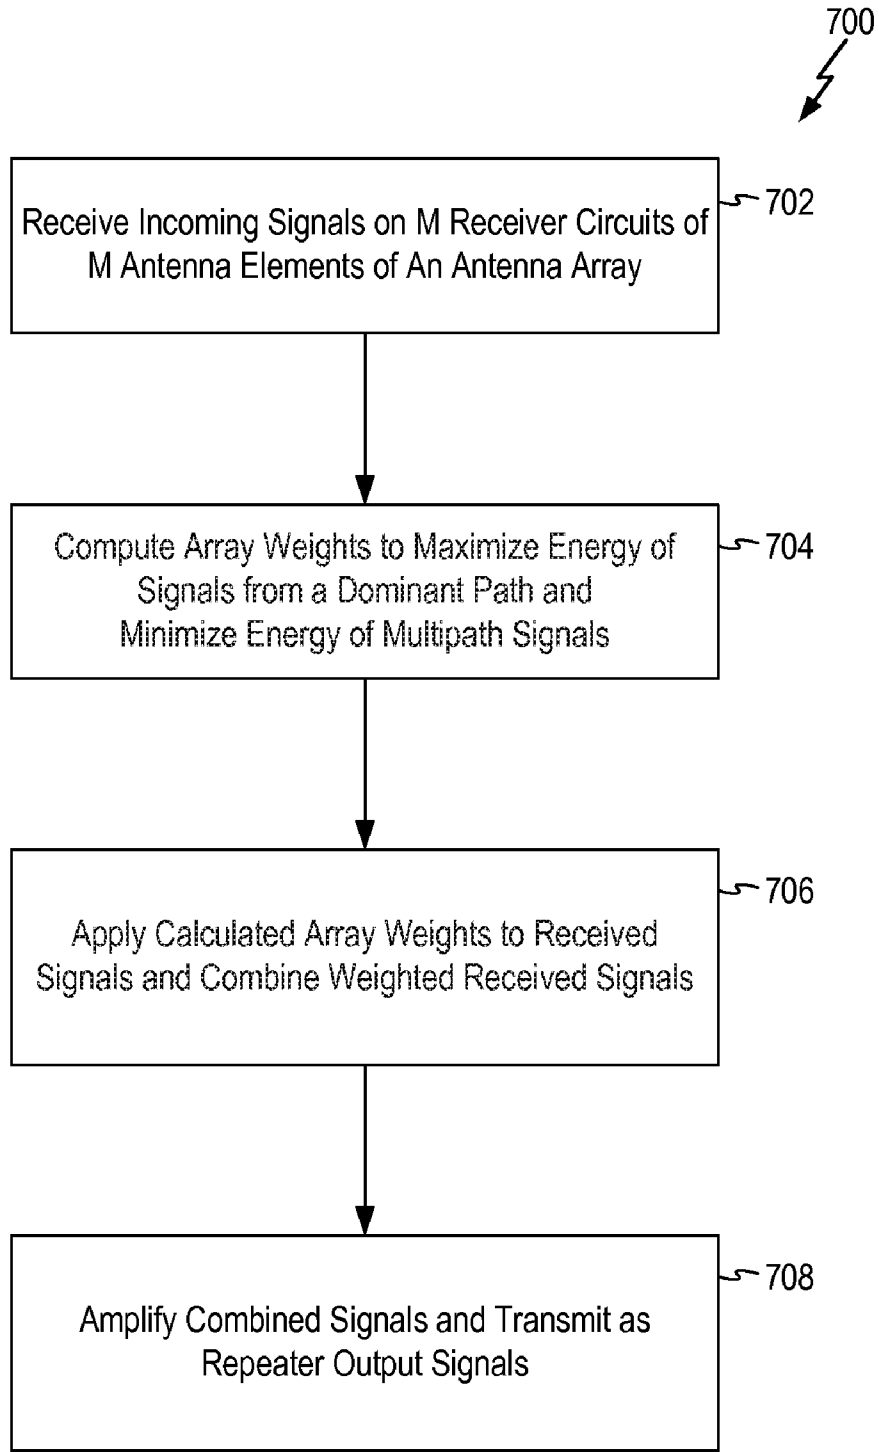 700
702
Receive Incoming Signals on M Receiver Circuits of
M Antenna Elements of An Antenna Array
704
Compute Array Weights to Maximize Energy of
Signals from a Dominant Path and
Minimize Energy of Multipath Signals
706
Apply Calculated Array Weights to Received
Signals and Combine Weighted Received Signals
708
Amplify Combined Signals and Transmit as
Repeater Output Signals